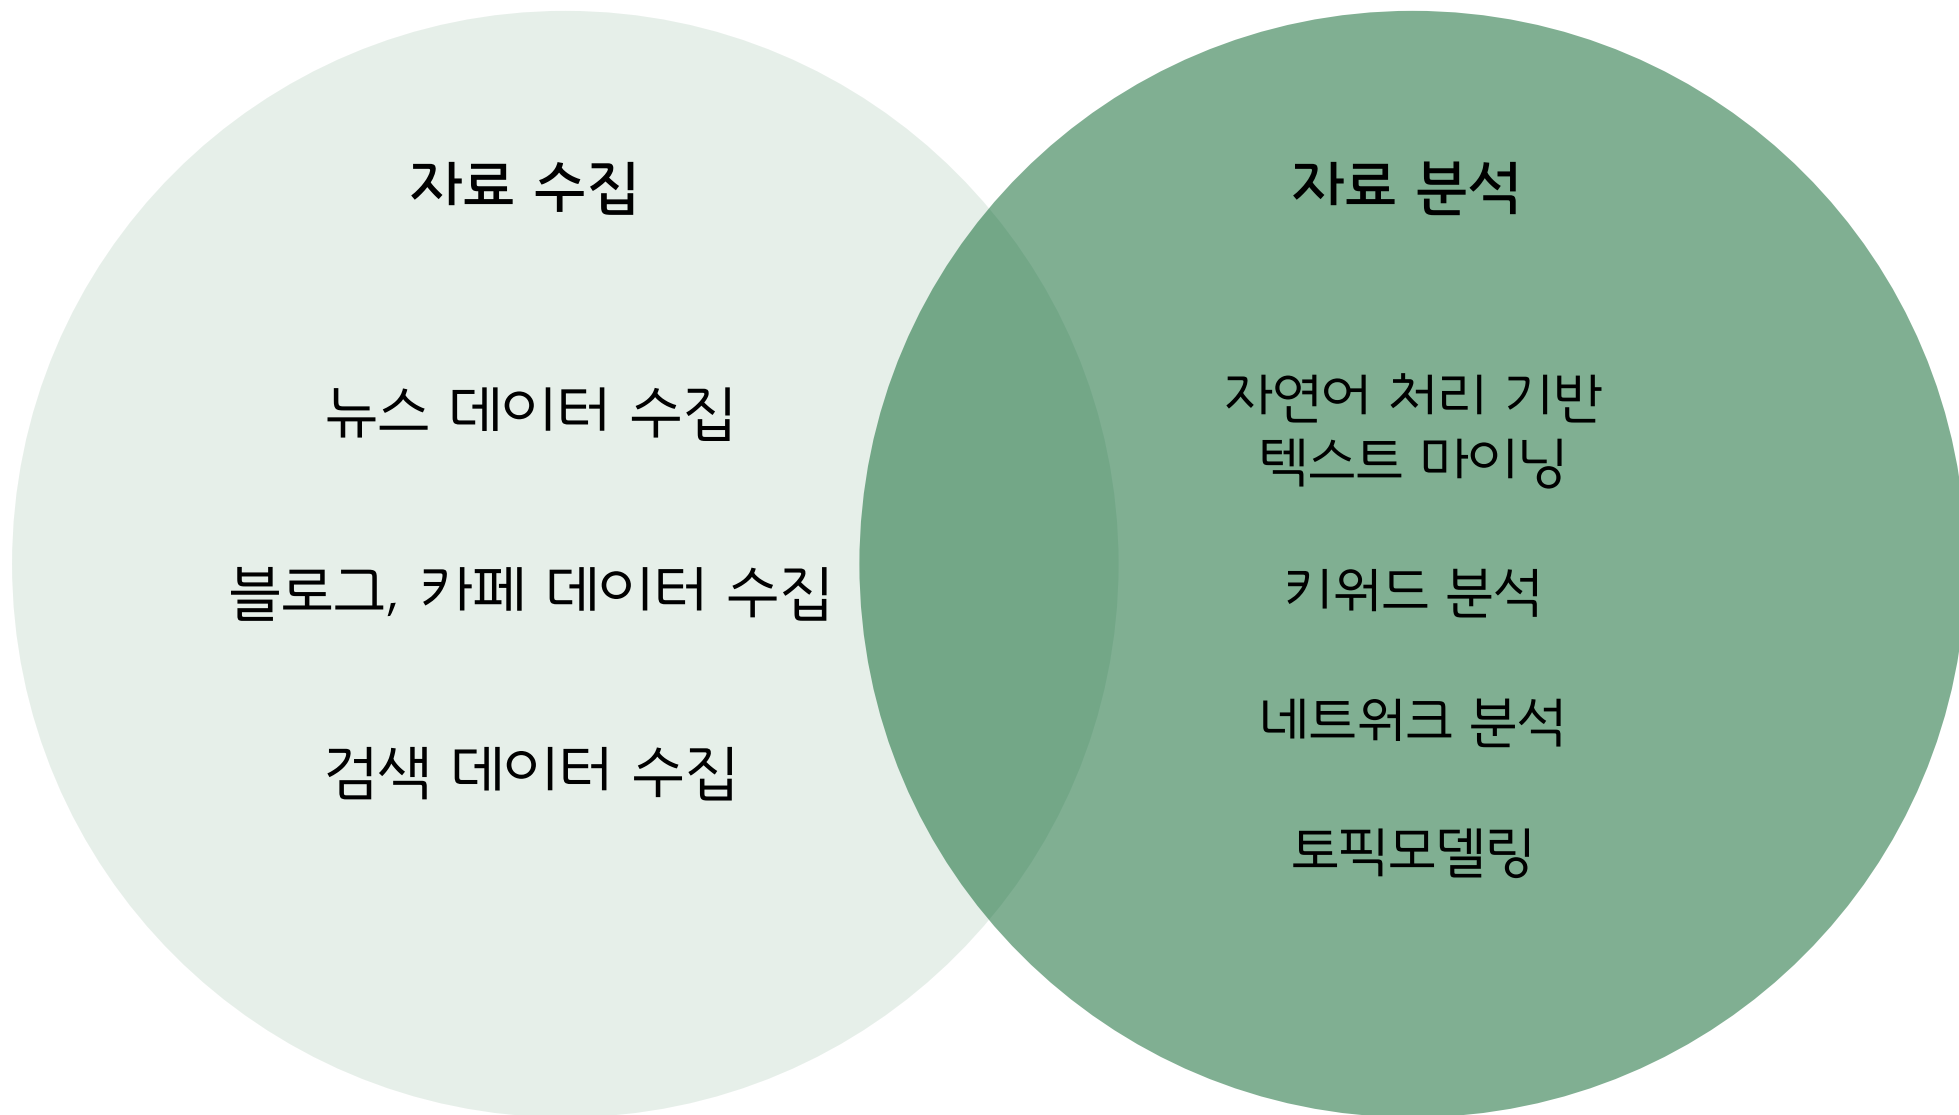 자료 수집
뉴스 데이터 수집
블로그, 카페 데이터 수집
검색 데이터 수집
자료 분석
자연어 처리 기반
텍스트 마이닝
키워드 분석
네트워크 분석
토픽모델링